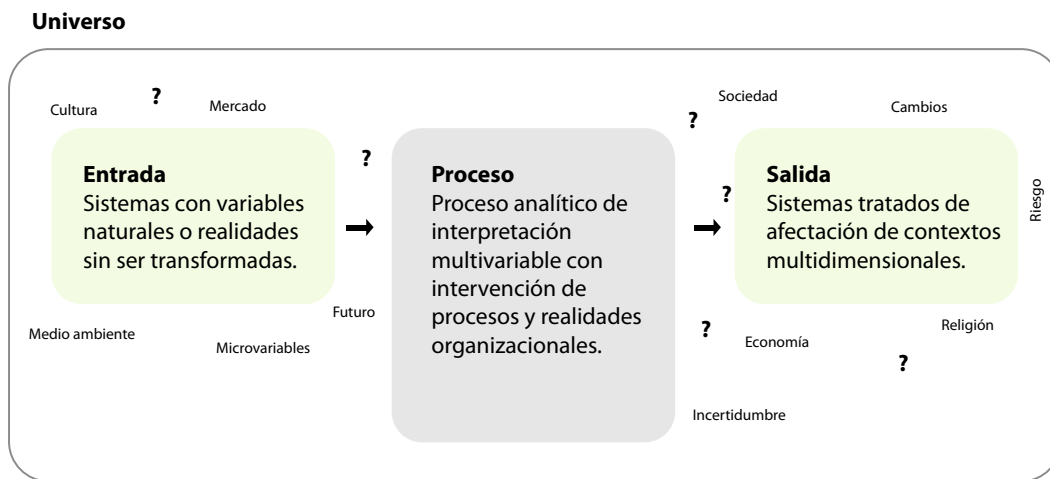 Universo
Cultura
?
Mercado
Sociedad
Cambios
?
?
Entrada
Sistemas con variables
naturales o realidades
sin ser transformadas.
Proceso
Proceso analítico de
interpretación
multivariable con
intervención de
procesos y realidades
organizacionales.
?
Salida
Sistemas tratados de
afectación de contextos
multidimensionales.
Riesgo
Futuro
Medio ambiente
Microvariables
?
Economía
Religión
?
Incertidumbre